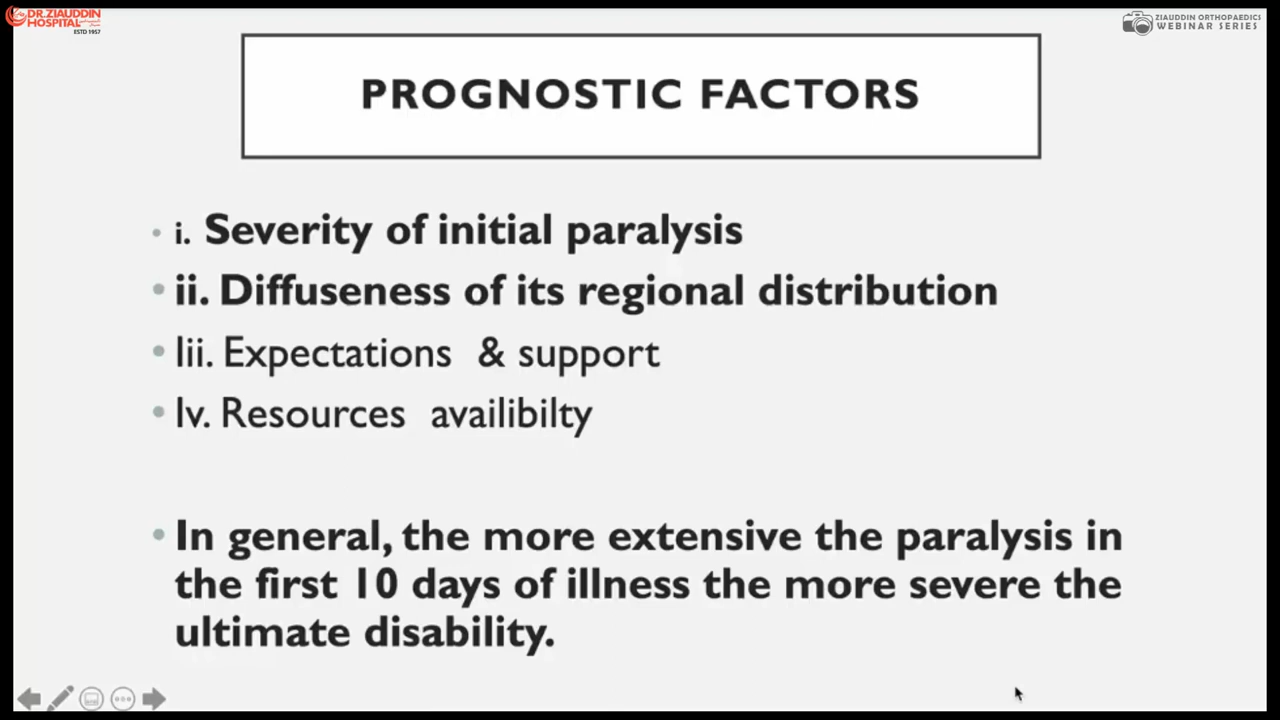 DR.ZIAUDDIN
HOSPITAL
ESTD 1957
ZIAUDDIN ORTHOPAEDICS
WEBINAR SERIES
PROGNOSTIC FACTORS
• i. Severity of initial paralysis
• ii. Diffuseness of its regional distribution
• Iii. Expectations & support
• Iv. Resources availibilty
• In general, the more extensive the paralysis in
the first 10 days of illness the more severe the
ultimate disability.